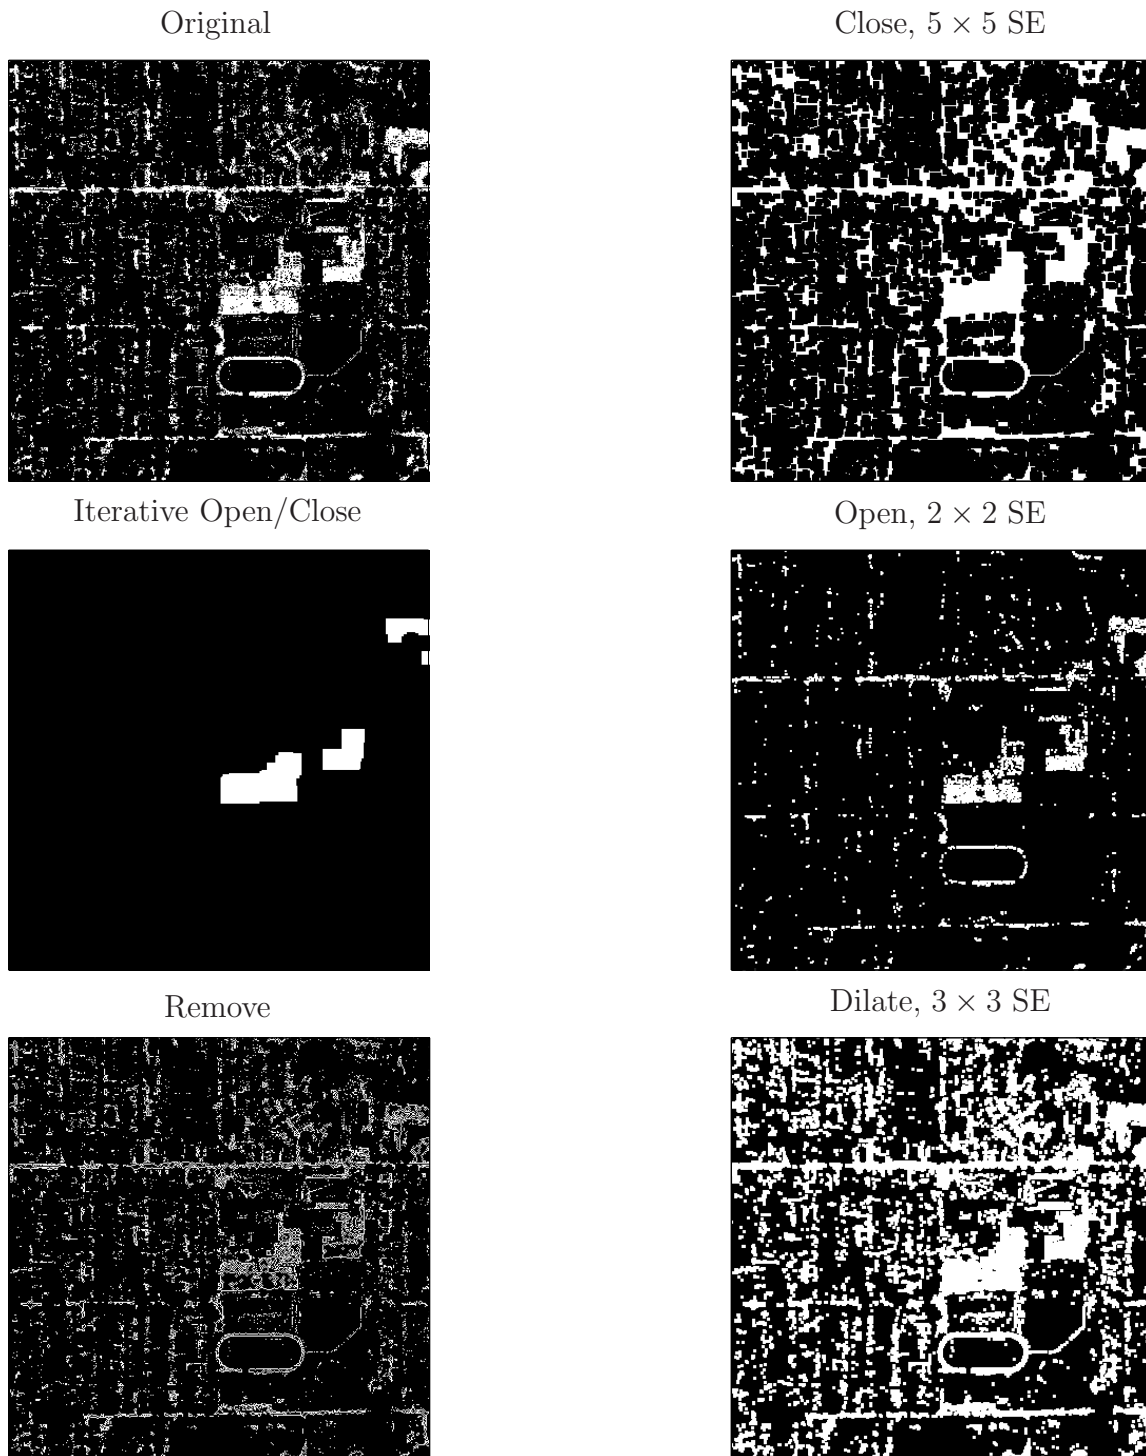 Original
Close, 5 × 5 SE
Iterative Open/Close
Open, 2 × 2 SE
Remove
Dilate, 3 × 3 SE